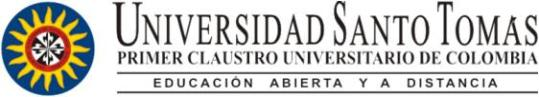 UNIVERSIDAD SANTO TOMÁS
PRIMER CLAUSTRO UNIVERSITARIO DE COLOMBIA
EDUCACIÓN ABIERTA Y A DISTANCIA